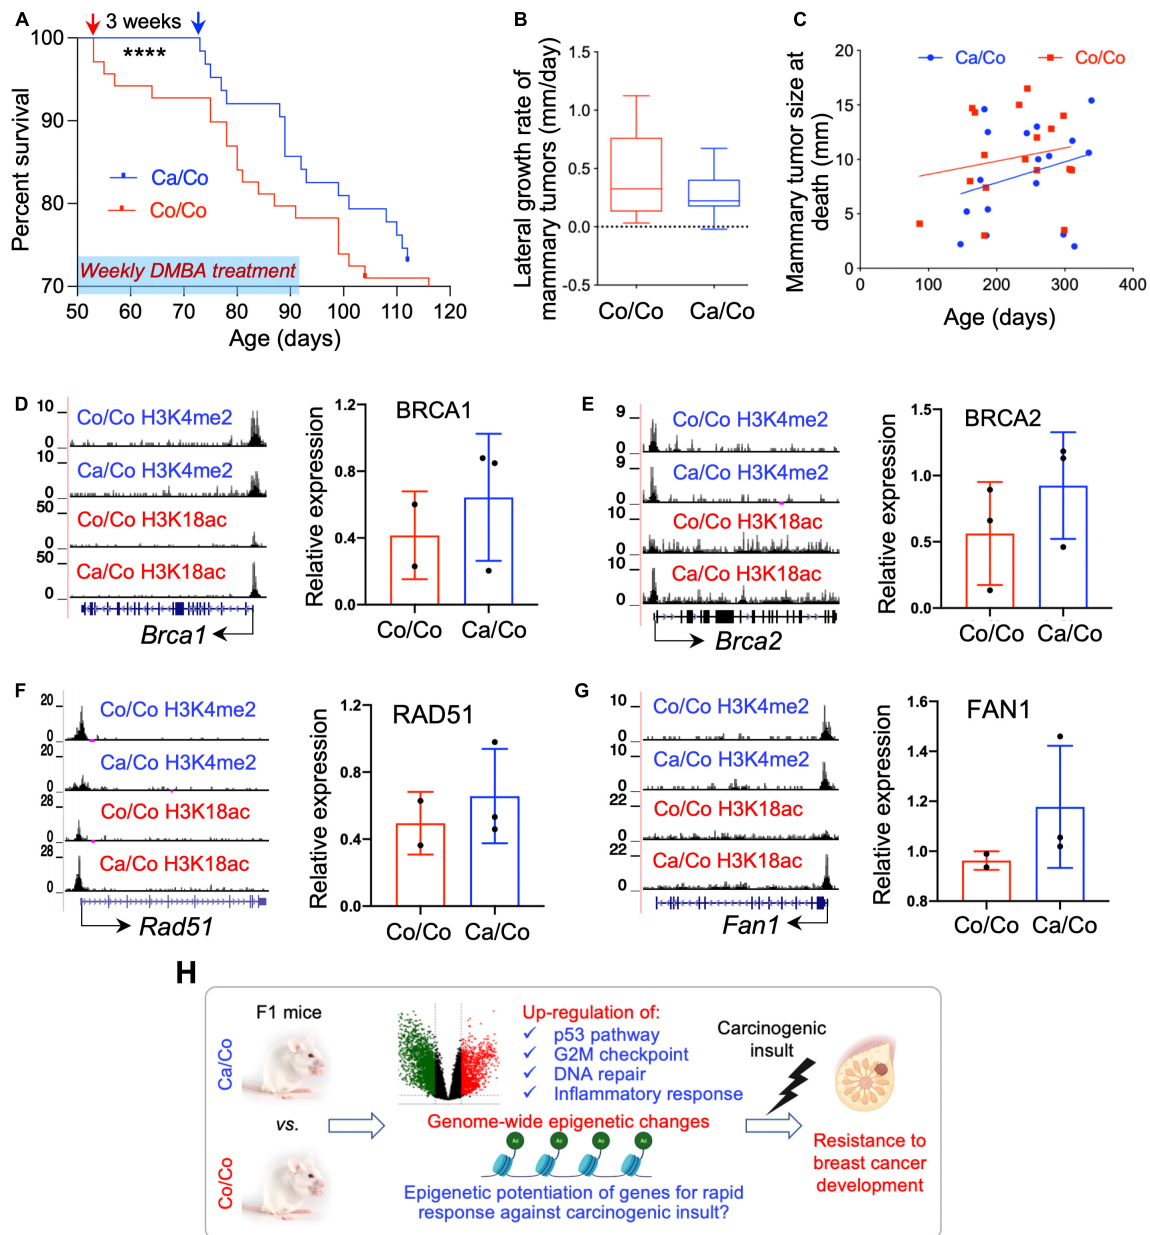 A
3 weeks
****
100
90
80
70
Percent survival
Ca/Co
Co/Co
Weekly DMBA treatment
50 60 70 80 90 100 110 120
Age (days)
B
Lateral growth rate of
mammary tumors (mm/day)
1.5
1.0
0.5
0.0
-0.5
Co/Co Ca/Co
C
Mammary tumor size at
death (mm)
Ca/Co Co/Co
20
15
10
5
0
0 100 200 300 400
Age (days)
D
10
0
Co/Co H3K4me2
10
0
Ca/Co H3K4me2
50
0
Co/Co H3K18ac
50
0
Ca/Co H3K18ac
Brca1
BRCA1
Relative expression
1.2
0.8
0.4
0.0
Co/Co Ca/Co
E
9
0
Co/Co H3K4me2
9
0
Ca/Co H3K4me2
10
0
Co/Co H3K18ac
10
0
Ca/Co H3K18ac
Brca2
BRCA2
Relative expression
1.5
1.0
0.5
0.0
Co/Co Ca/Co
F
20
0
Co/Co H3K4me2
20
0
Ca/Co H3K4me2
28
0
Co/Co H3K18ac
28
0
Ca/Co H3K18ac
Rad51
RAD51
Relative expression
1.2
0.8
0.4
0.0
Co/Co Ca/Co
G
10
0
Co/Co H3K4me2
10
0
Ca/Co H3K4me2
22
0
Co/Co H3K18ac
22
0
Ca/Co H3K18ac
Fan1
FAN1
Relative expression
1.6
1.4
1.2
1.0
0.8
Co/Co Ca/Co
H
F1 mice
Ca/Co
vs.
Co/Co
Up-regulation of:
✓ p53 pathway
✓ G2M checkpoint
✓ DNA repair
✓ Inflammatory response
Genome-wide epigenetic changes
Ac Ac Ac Ac
Epigenetic potentiation of genes for rapid
response against carcinogenic insult?
Carcinogenic
insult
Resistance to
breast cancer
development